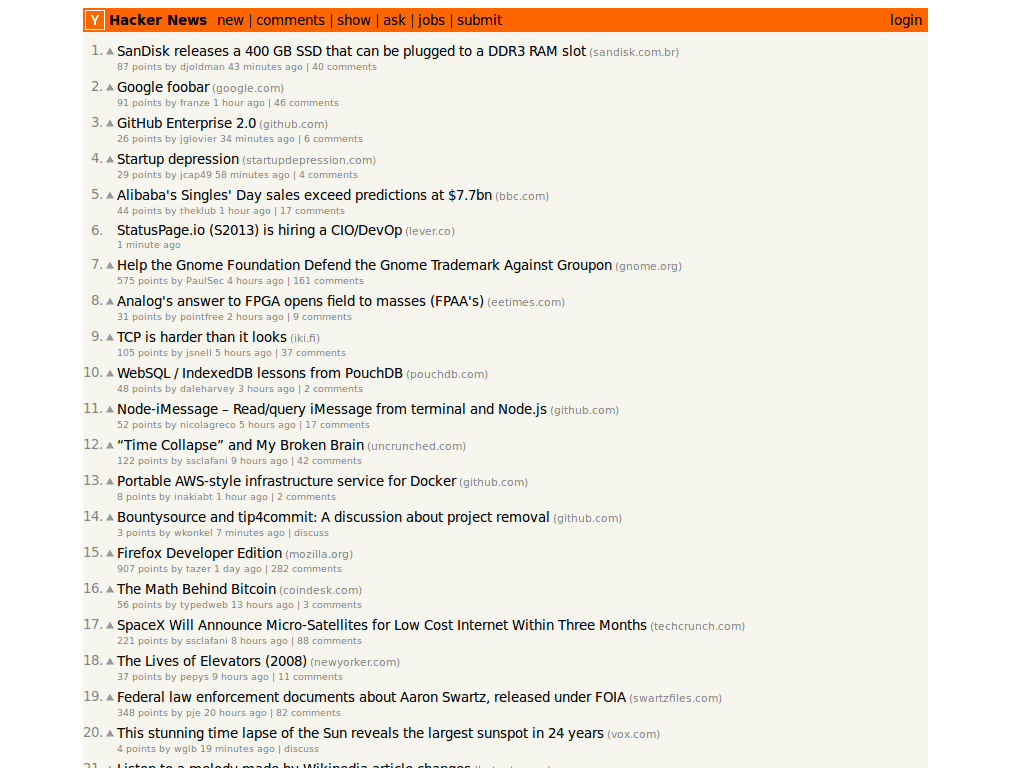 Y Hacker News new | comments | show | ask | jobs | submit login
1. SanDisk releases a 400 GB SSD that can be plugged to a DDR3 RAM slot (sandisk.com.br)
87 points by djoldman 43 minutes ago | 40 comments
2. Google foobar (google.com)
91 points by franze 1 hour ago | 46 comments
3. GitHub Enterprise 2.0 (github.com)
26 points by jglovier 34 minutes ago | 6 comments
4. Startup depression (startupdepression.com)
29 points by jcap49 58 minutes ago | 4 comments
5. Alibaba's Singles' Day sales exceed predictions at $7.7bn (bbc.com)
44 points by theklub 1 hour ago | 17 comments
6. StatusPage.io (S2013) is hiring a CIO/DevOp (lever.co)
1 minute ago
7. Help the Gnome Foundation Defend the Gnome Trademark Against Groupon (gnome.org)
575 points by PaulSec 4 hours ago | 161 comments
8. Analog's answer to FPGA opens field to masses (FPAA's) (eetimes.com)
31 points by pointfree 2 hours ago | 9 comments
9. TCP is harder than it looks (iki.fi)
105 points by jsnell 5 hours ago | 37 comments
10. WebSQL / IndexedDB lessons from PouchDB (pouchdb.com)
48 points by daleharvey 3 hours ago | 2 comments
11. Node-iMessage – Read/query iMessage from terminal and Node.js (github.com)
52 points by nicolagreco 5 hours ago | 17 comments
12. “Time Collapse” and My Broken Brain (uncrunched.com)
122 points by ssclafani 9 hours ago | 42 comments
13. Portable AWS-style infrastructure service for Docker (github.com)
8 points by inakiabt 1 hour ago | 2 comments
14. Bountysource and tip4commit: A discussion about project removal (github.com)
3 points by wkonkel 7 minutes ago | discuss
15. Firefox Developer Edition (mozilla.org)
907 points by tazer 1 day ago | 282 comments
16. The Math Behind Bitcoin (coindesk.com)
56 points by typedweb 13 hours ago | 3 comments
17. SpaceX Will Announce Micro-Satellites for Low Cost Internet Within Three Months (techcrunch.com)
221 points by ssclafani 8 hours ago | 88 comments
18. The Lives of Elevators (2008) (newyorker.com)
37 points by pepys 9 hours ago | 11 comments
19. Federal law enforcement documents about Aaron Swartz, released under FOIA (swartzfiles.com)
348 points by pje 20 hours ago | 82 comments
20. This stunning time lapse of the Sun reveals the largest sunspot in 24 years (vox.com)
4 points by wglb 19 minutes ago | discuss
21. Listen to a melody made by Wikipedia article changes